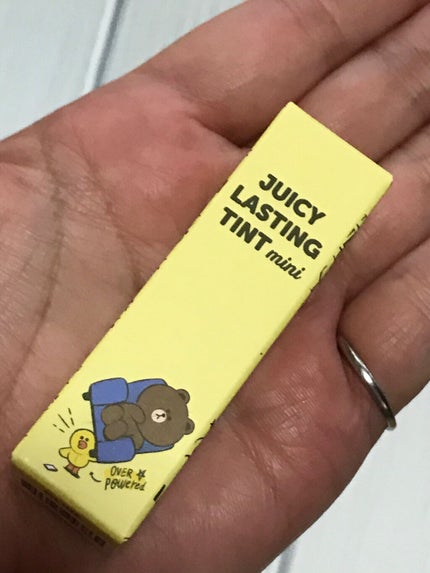 JUICY
LASTING
TINT mini
OVER
Powered